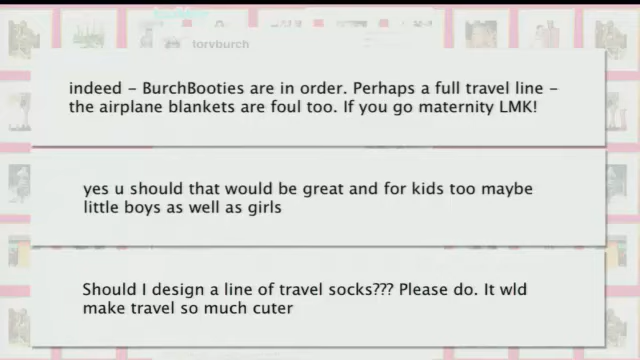 toryburch
indeed – BurchBooties are in order. Perhaps a full travel line –
the airplane blankets are foul too. If you go maternity LMK!
yes u should that would be great and for kids too maybe
little boys as well as girls
Should I design a line of travel socks??? Please do. It wld
make travel so much cuter